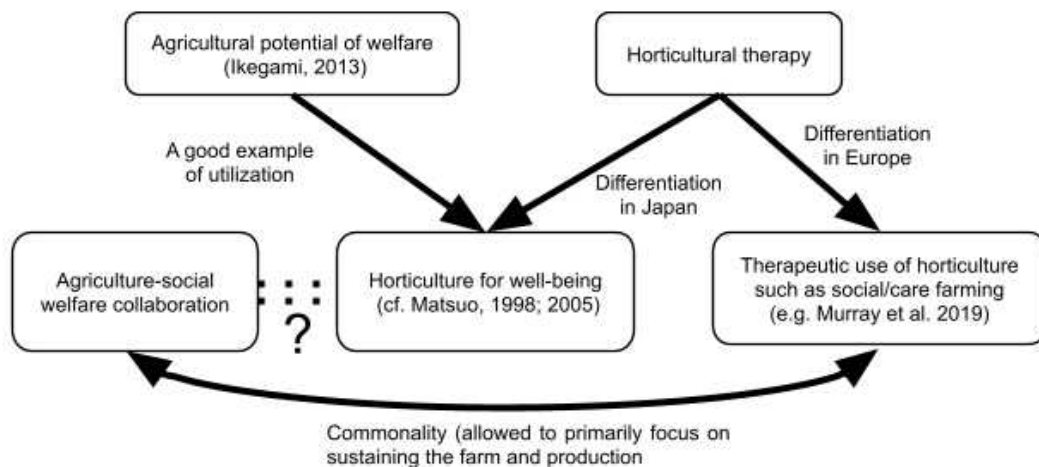 Agricultural potential of welfare
(Ikegami, 2013)
Horticultural therapy
A good example
of utilization
Differentiation
in Japan
Differentiation
in Europe
Agriculture-social
welfare collaboration
?
Horticulture for well-being
(cf. Matsuo, 1998; 2005)
Therapeutic use of horticulture
such as social/care farming
(e.g. Murray et al. 2019)
Commonality (allowed to primarily focus on
sustaining the farm and production